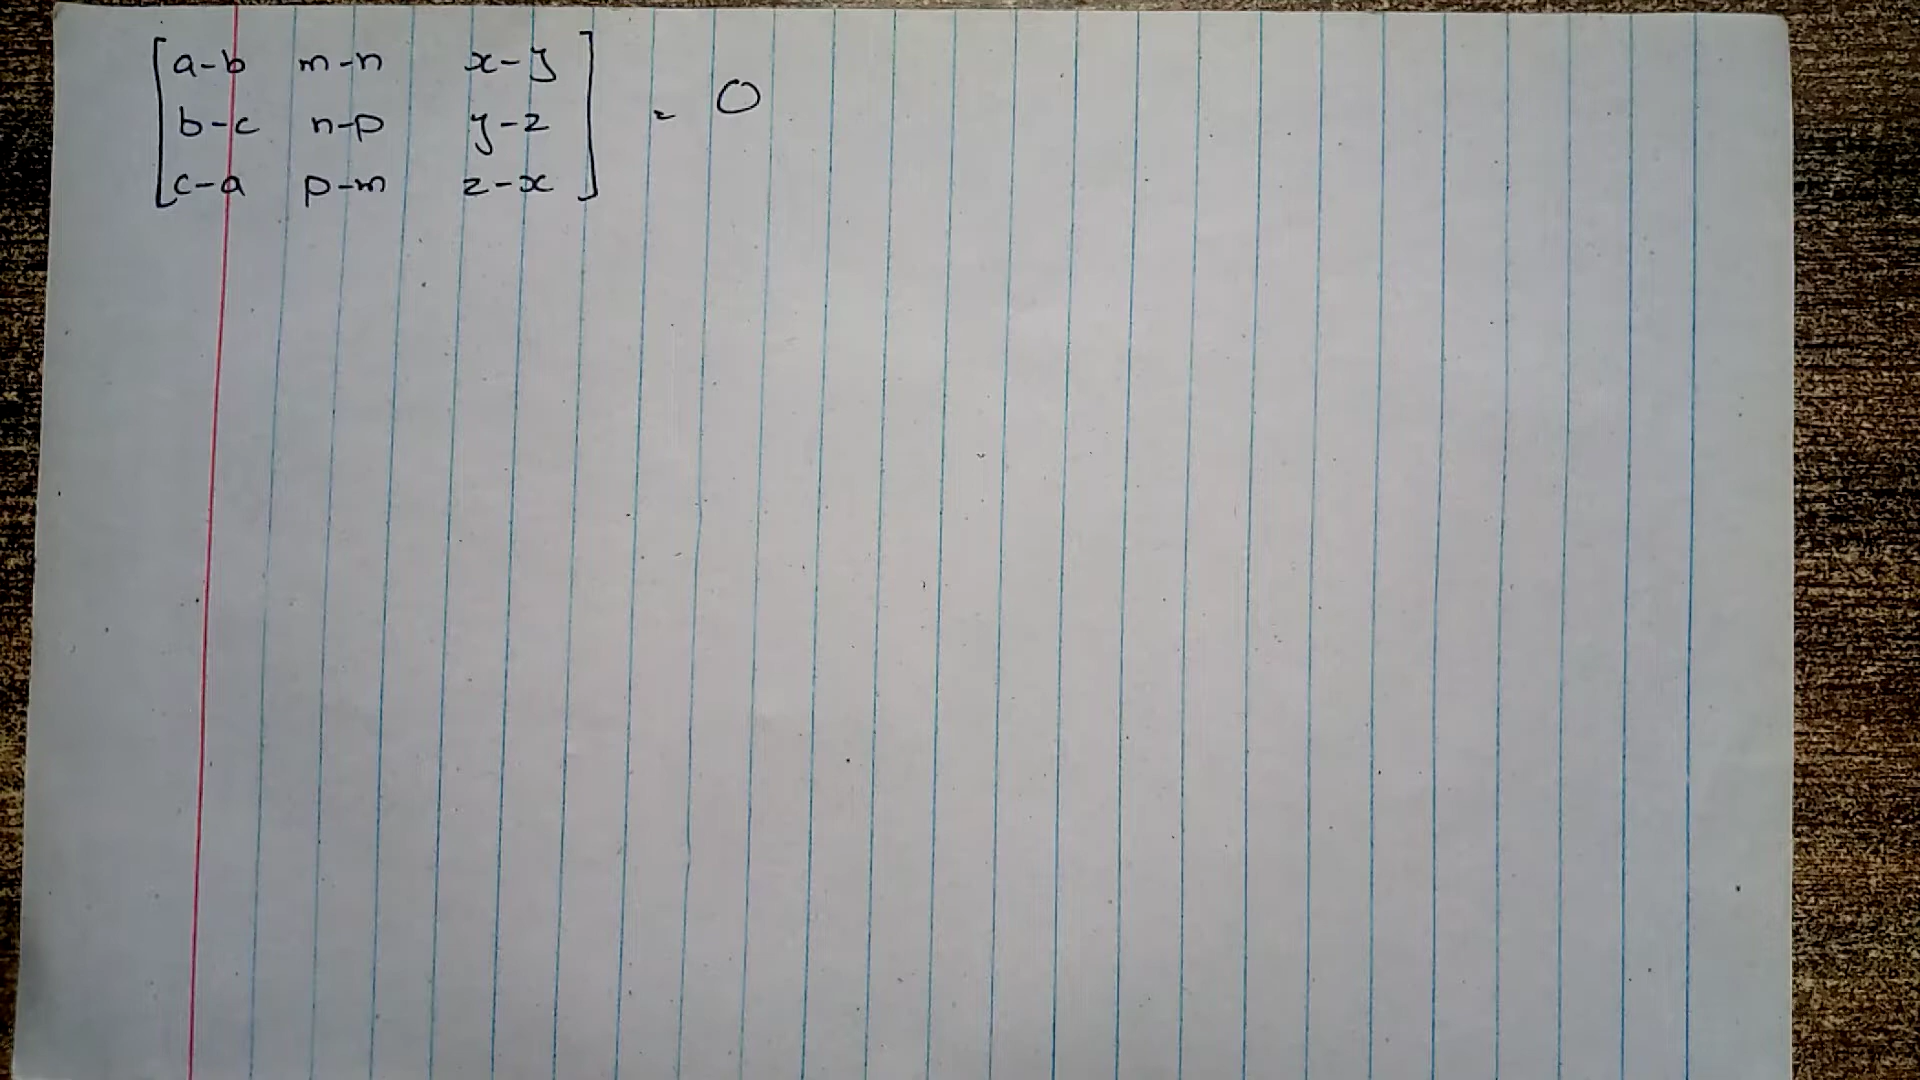 [a-b m-n x-y]
[b-c n-p y-z] = 0
[c-a p-m z-x]